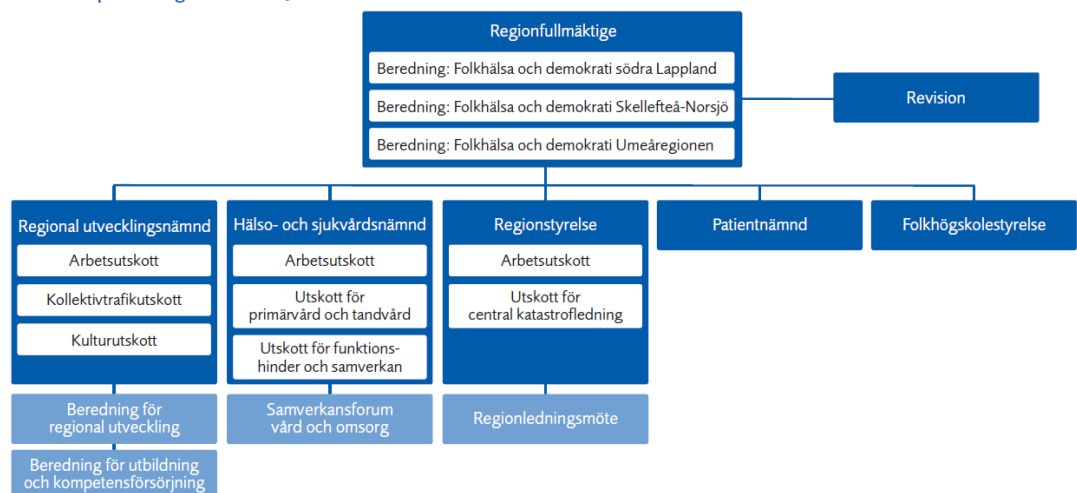 Regionfullmäktige
Beredning: Folkhälsa och demokrati södra Lappland
Beredning: Folkhälsa och demokrati Skellefteå-Norsjö
Beredning: Folkhälsa och demokrati Umeåregionen
Revision
Regional utvecklingsnämnd
Arbetsutskott
Kollektivtrafikutskott
Kulturutskott
Beredning för
regional utveckling
Beredning för utbildning
och kompetensförsörjning
Hälso- och sjukvårdsnämnd
Arbetsutskott
Utskott för
primärvård och tandvård
Utskott för funktions-
hinder och samverkan
Samverkansforum
vård och omsorg
Regionstyrelse
Arbetsutskott
Utskott för
central katastrofledning
Regionledningsmöte
Patientnämnd
Folkhögskolestyrelse